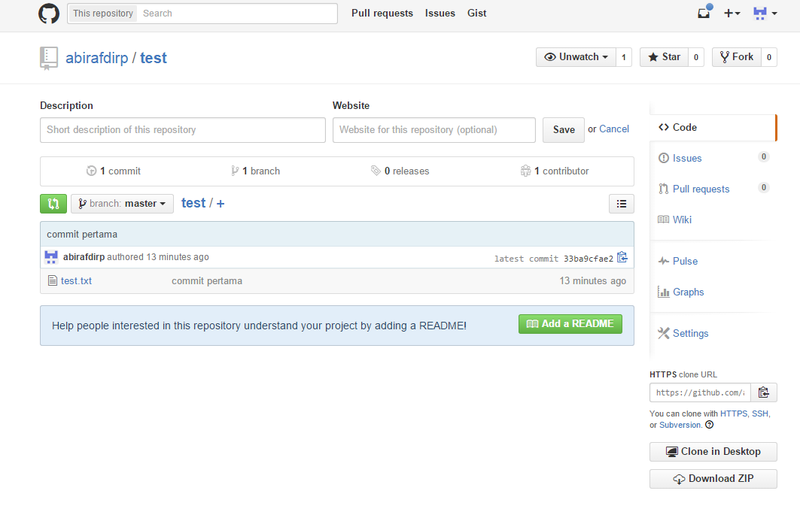 This repository Search Pull requests Issues Gist
abirafdirp / test Unwatch 1 Star 0 Fork 0
Description Website
Short description of this repository Website for this repository (optional) Save or Cancel
1 commit 1 branch 0 releases 1 contributor
branch: master test / +
commit pertama
abirafdirp authored 13 minutes ago latest commit 33ba9cfae2
test.txt commit pertama 13 minutes ago
Help people interested in this repository understand your project by adding a README! Add a README
Code
Issues 0
Pull requests 0
Wiki
Pulse
Graphs
Settings
HTTPS clone URL
https://github.com/
You can clone with HTTPS, SSH,
or Subversion.
Clone in Desktop
Download ZIP